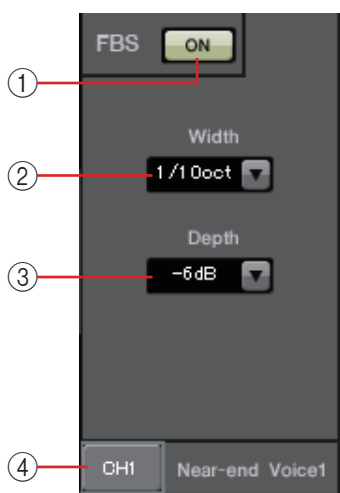 FBS ON
①
Width
② 1/10oct
Depth
③ -6dB
④ CH1 Near-end Voice1